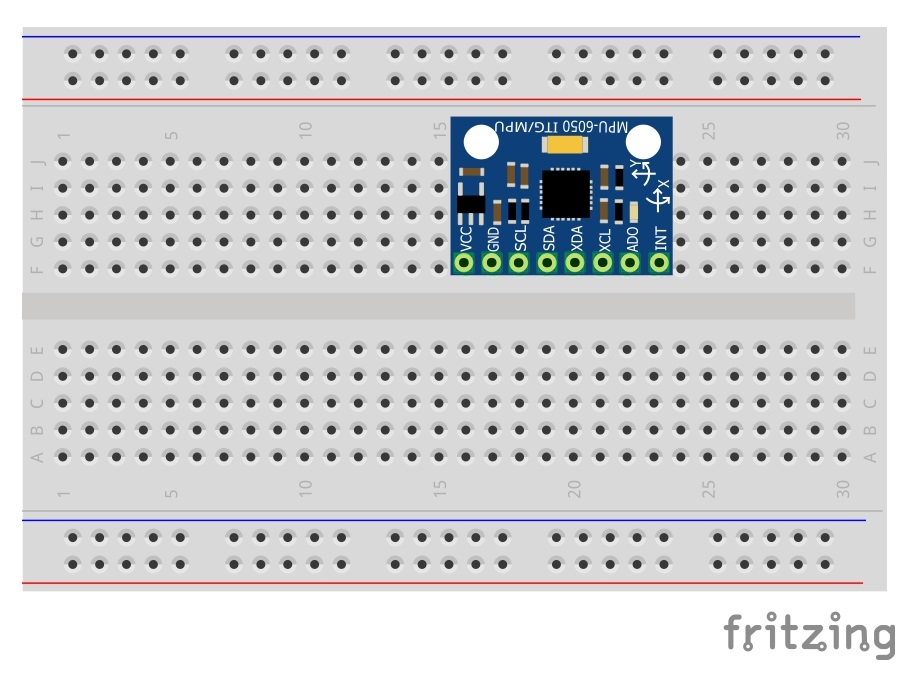 1 5 10 15 25 30
MPU-6050 ITG/MPU
J J
I I
H H
G G
F F
Y
X
VCC GND SCL SDA XDA XCL ADO INT
E E
D D
C C
B B
A A
1 5 10 15 20 25 30
fritzing